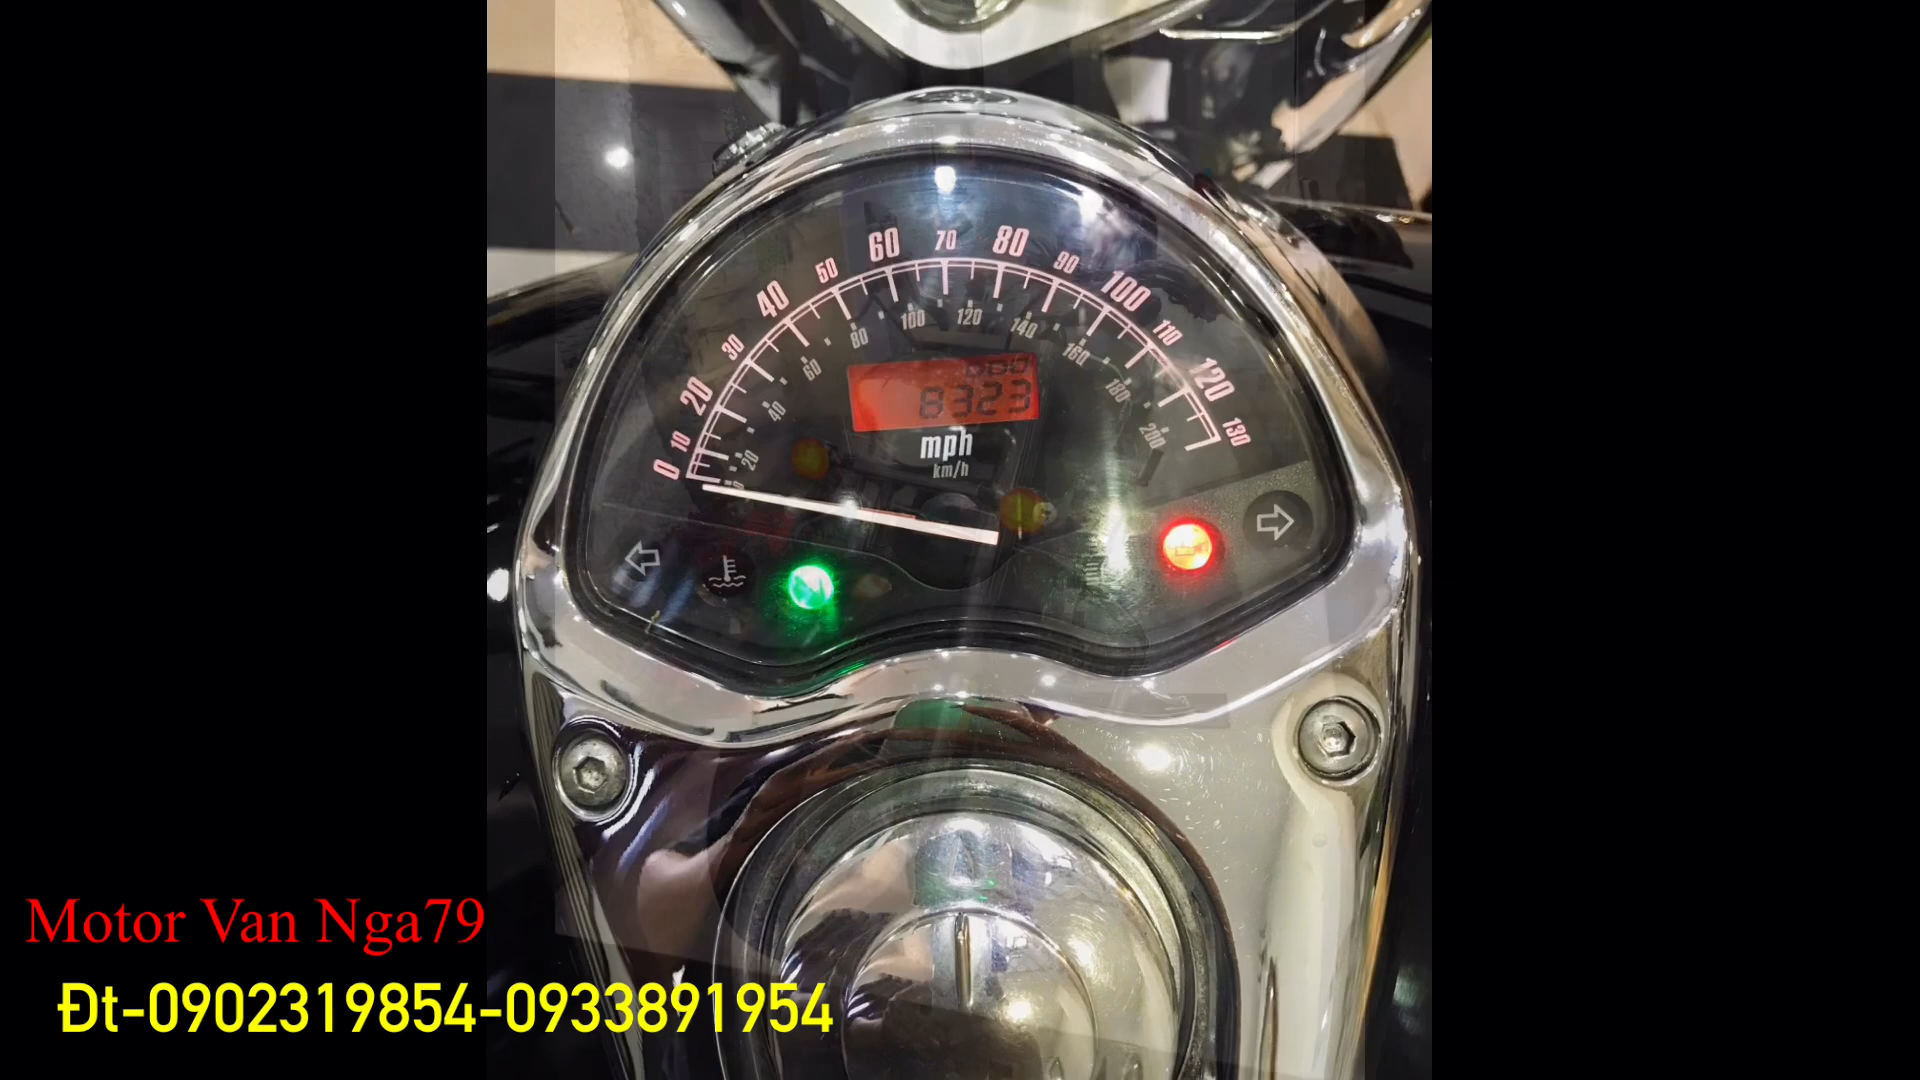 60 70 80
50 90
40 100
30 80 100 120 140 110
60 160
20 ODO 120
40 8323 180
10 mph 200 130
0 20 km/h
0
N
Motor Van Nga79
Đt-0902319854-0933891954